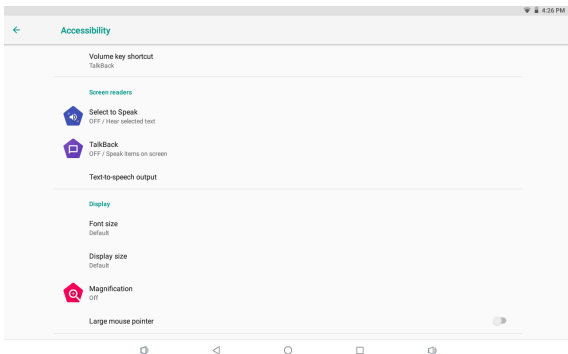 4:26 PM
Accessibility
Volume key shortcut
TalkBack
Screen readers
Select to Speak
OFF / Hear selected text
TalkBack
OFF / Speak items on screen
Text-to-speech output
Display
Font size
Default
Display size
Default
Magnification
Off
Large mouse pointer